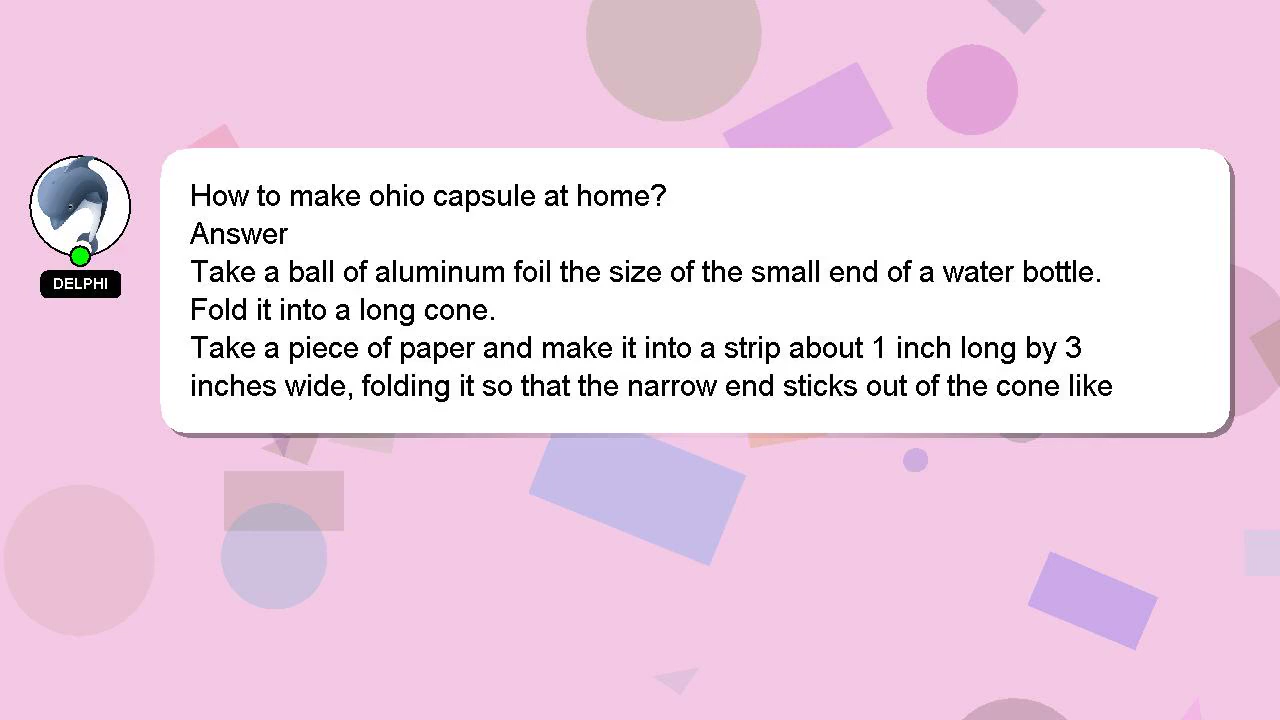 DELPHI
How to make ohio capsule at home?
Answer
Take a ball of aluminum foil the size of the small end of a water bottle.
Fold it into a long cone.
Take a piece of paper and make it into a strip about 1 inch long by 3
inches wide, folding it so that the narrow end sticks out of the cone like